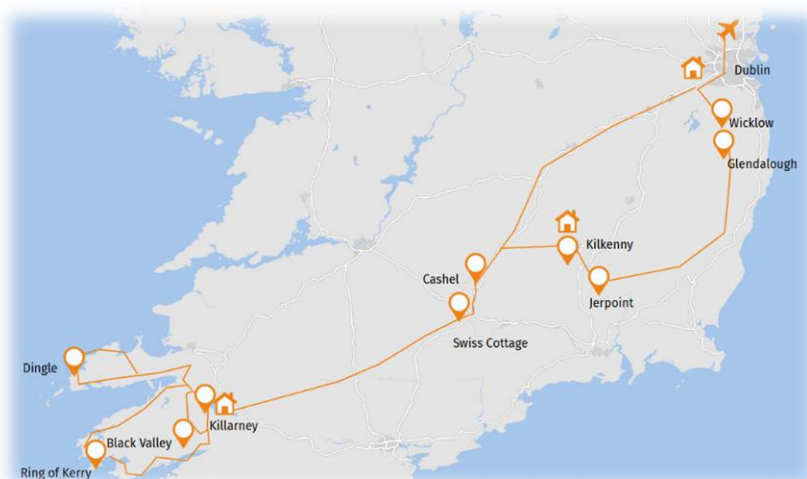 Dublin
Wicklow
Glendalough
Kilkenny
Cashel
Jerpoint
Swiss Cottage
Dingle
Killarney
Black Valley
Ring of Kerry